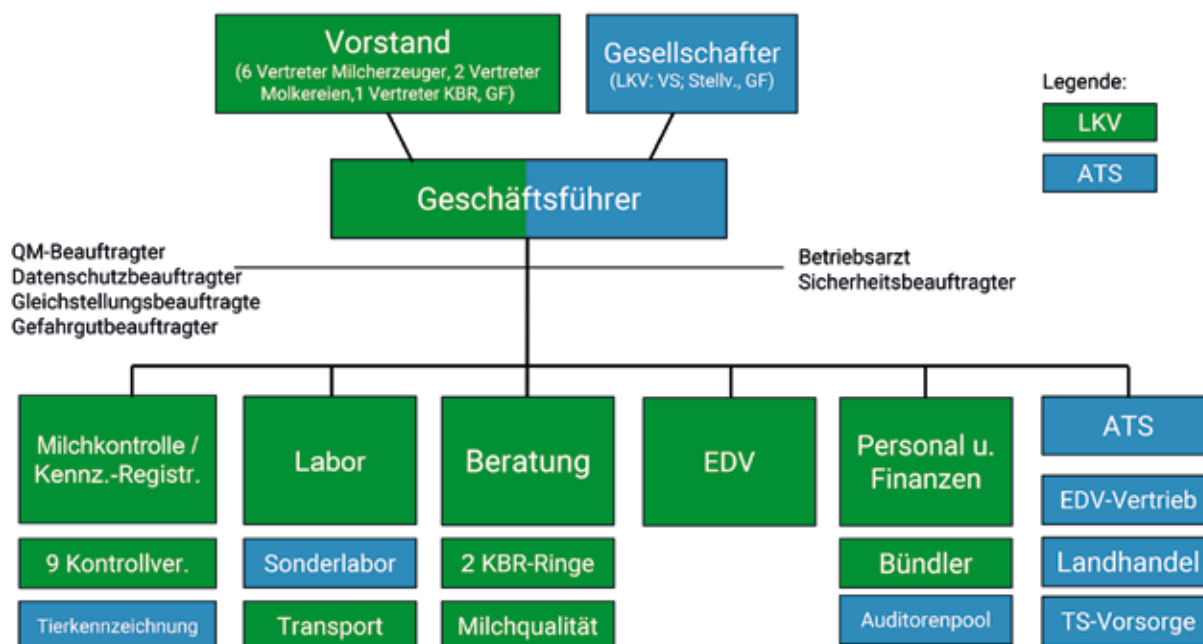 Vorstand
(6 Vertreter Milcherzeuger, 2 Vertreter
Molkereien,1 Vertreter KBR, GF)
Gesellschafter
(LKV: VS; Stellv., GF)
Legende:
LKV
ATS
Geschäftsführer
QM-Beauftragter
Datenschutzbeauftragter
Gleichstellungsbeauftragte
Gefahrgutbeauftragter
Betriebsarzt
Sicherheitsbeauftragter
Milchkontrolle /
Kennz.-Registr.
Labor
Beratung
EDV
Personal u.
Finanzen
ATS
9 Kontrollver.
Sonderlabor
2 KBR-Ringe
Bündler
EDV-Vertrieb
Landhandel
Tierkennzeichnung
Transport
Milchqualität
Auditorenpool
TS-Vorsorge